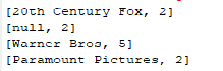 [20th Century Fox, 2]
[null, 2]
[Warner Bros, 5]
[Paramount Pictures, 2]